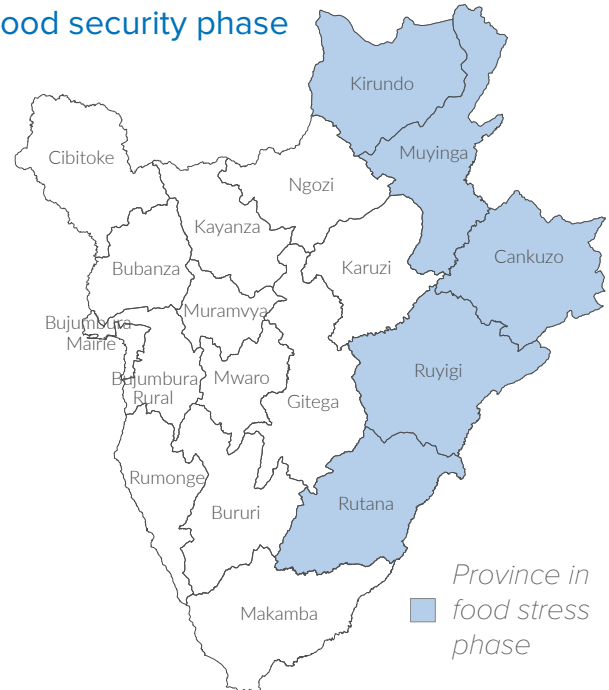 ood security phase
Kirundo
Muyinga
Cibitoke
Ngozi
Kayanza
Cankuzo
Bubanza
Karuzi
Muramvya
Bujumbura
Mairie
Ruyigi
Bujumbura
Rural
Mwaro
Gitega
Rumonge
Rutana
Bururi
Makamba
Province in
food stress
phase